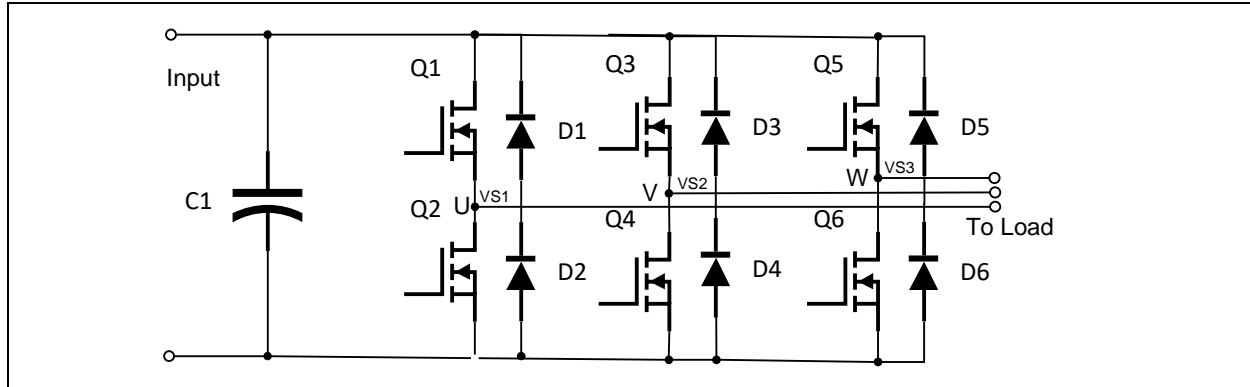 Input
C1
Q1
D1
Q3
D3
Q5
D5
U VS1
V VS2
W VS3
Q2
D2
Q4
D4
Q6
D6
To Load